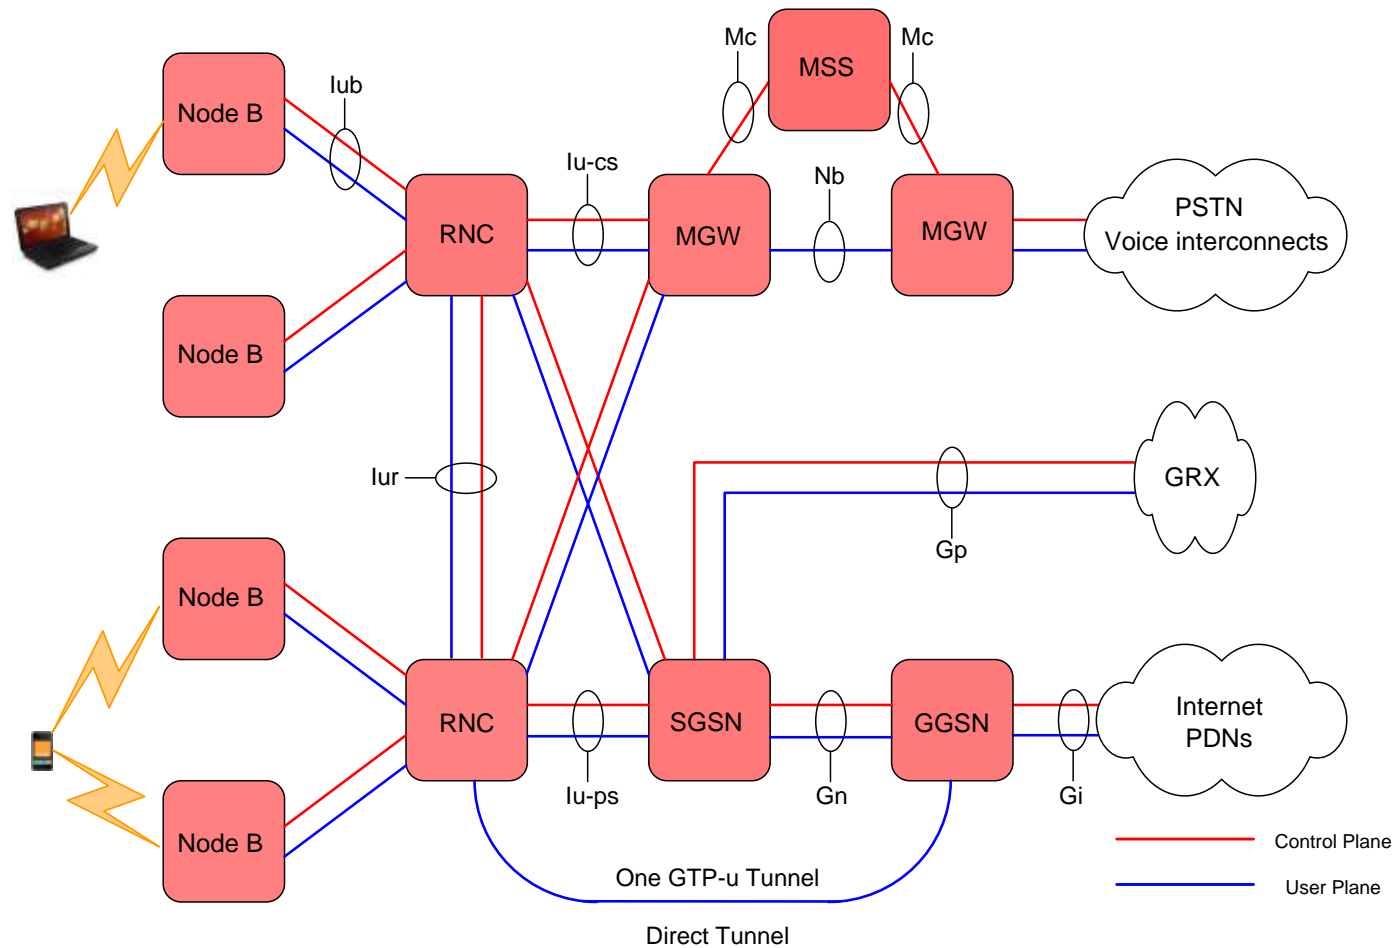 Mc
MSS
Mc
Node B
Iub
Iu-cs
Nb
RNC
MGW
MGW
PSTN
Voice interconnects
Node B
Iur
GRX
Gp
Node B
RNC
SGSN
GGSN
Internet
PDNs
Iu-ps
Gn
Gi
Node B
Control Plane
One GTP-u Tunnel
User Plane
Direct Tunnel